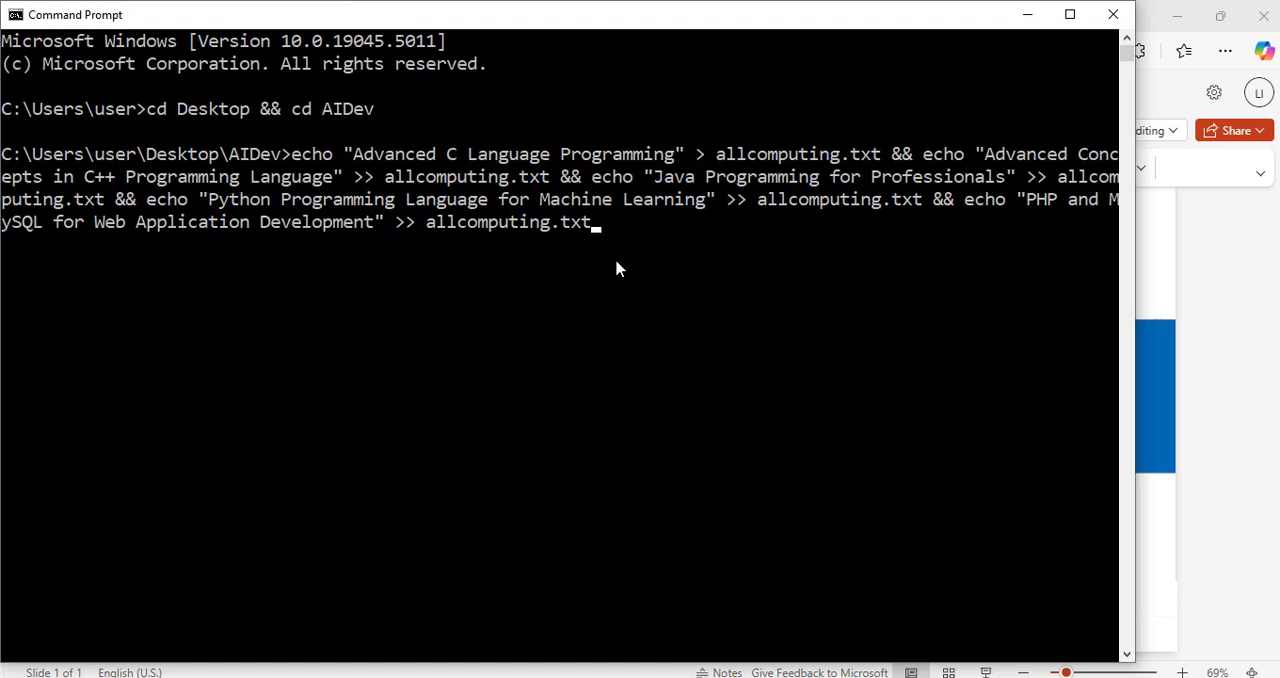 Command Prompt
Microsoft Windows [Version 10.0.19045.5011]
(c) Microsoft Corporation. All rights reserved.
C:\Users\user>cd Desktop && cd AIDev
C:\Users\user\Desktop\AIDev>echo "Advanced C Language Programming" > allcomputing.txt && echo "Advanced Conc
epts in C++ Programming Language" >> allcomputing.txt && echo "Java Programming for Professionals" >> allcom
puting.txt && echo "Python Programming Language for Machine Learning" >> allcomputing.txt && echo "PHP and M
ySQL for Web Application Development" >> allcomputing.txt
LI
diting
Share
Slide 1 of 1 English (U.S.)
Notes Give Feedback to Microsoft
69%